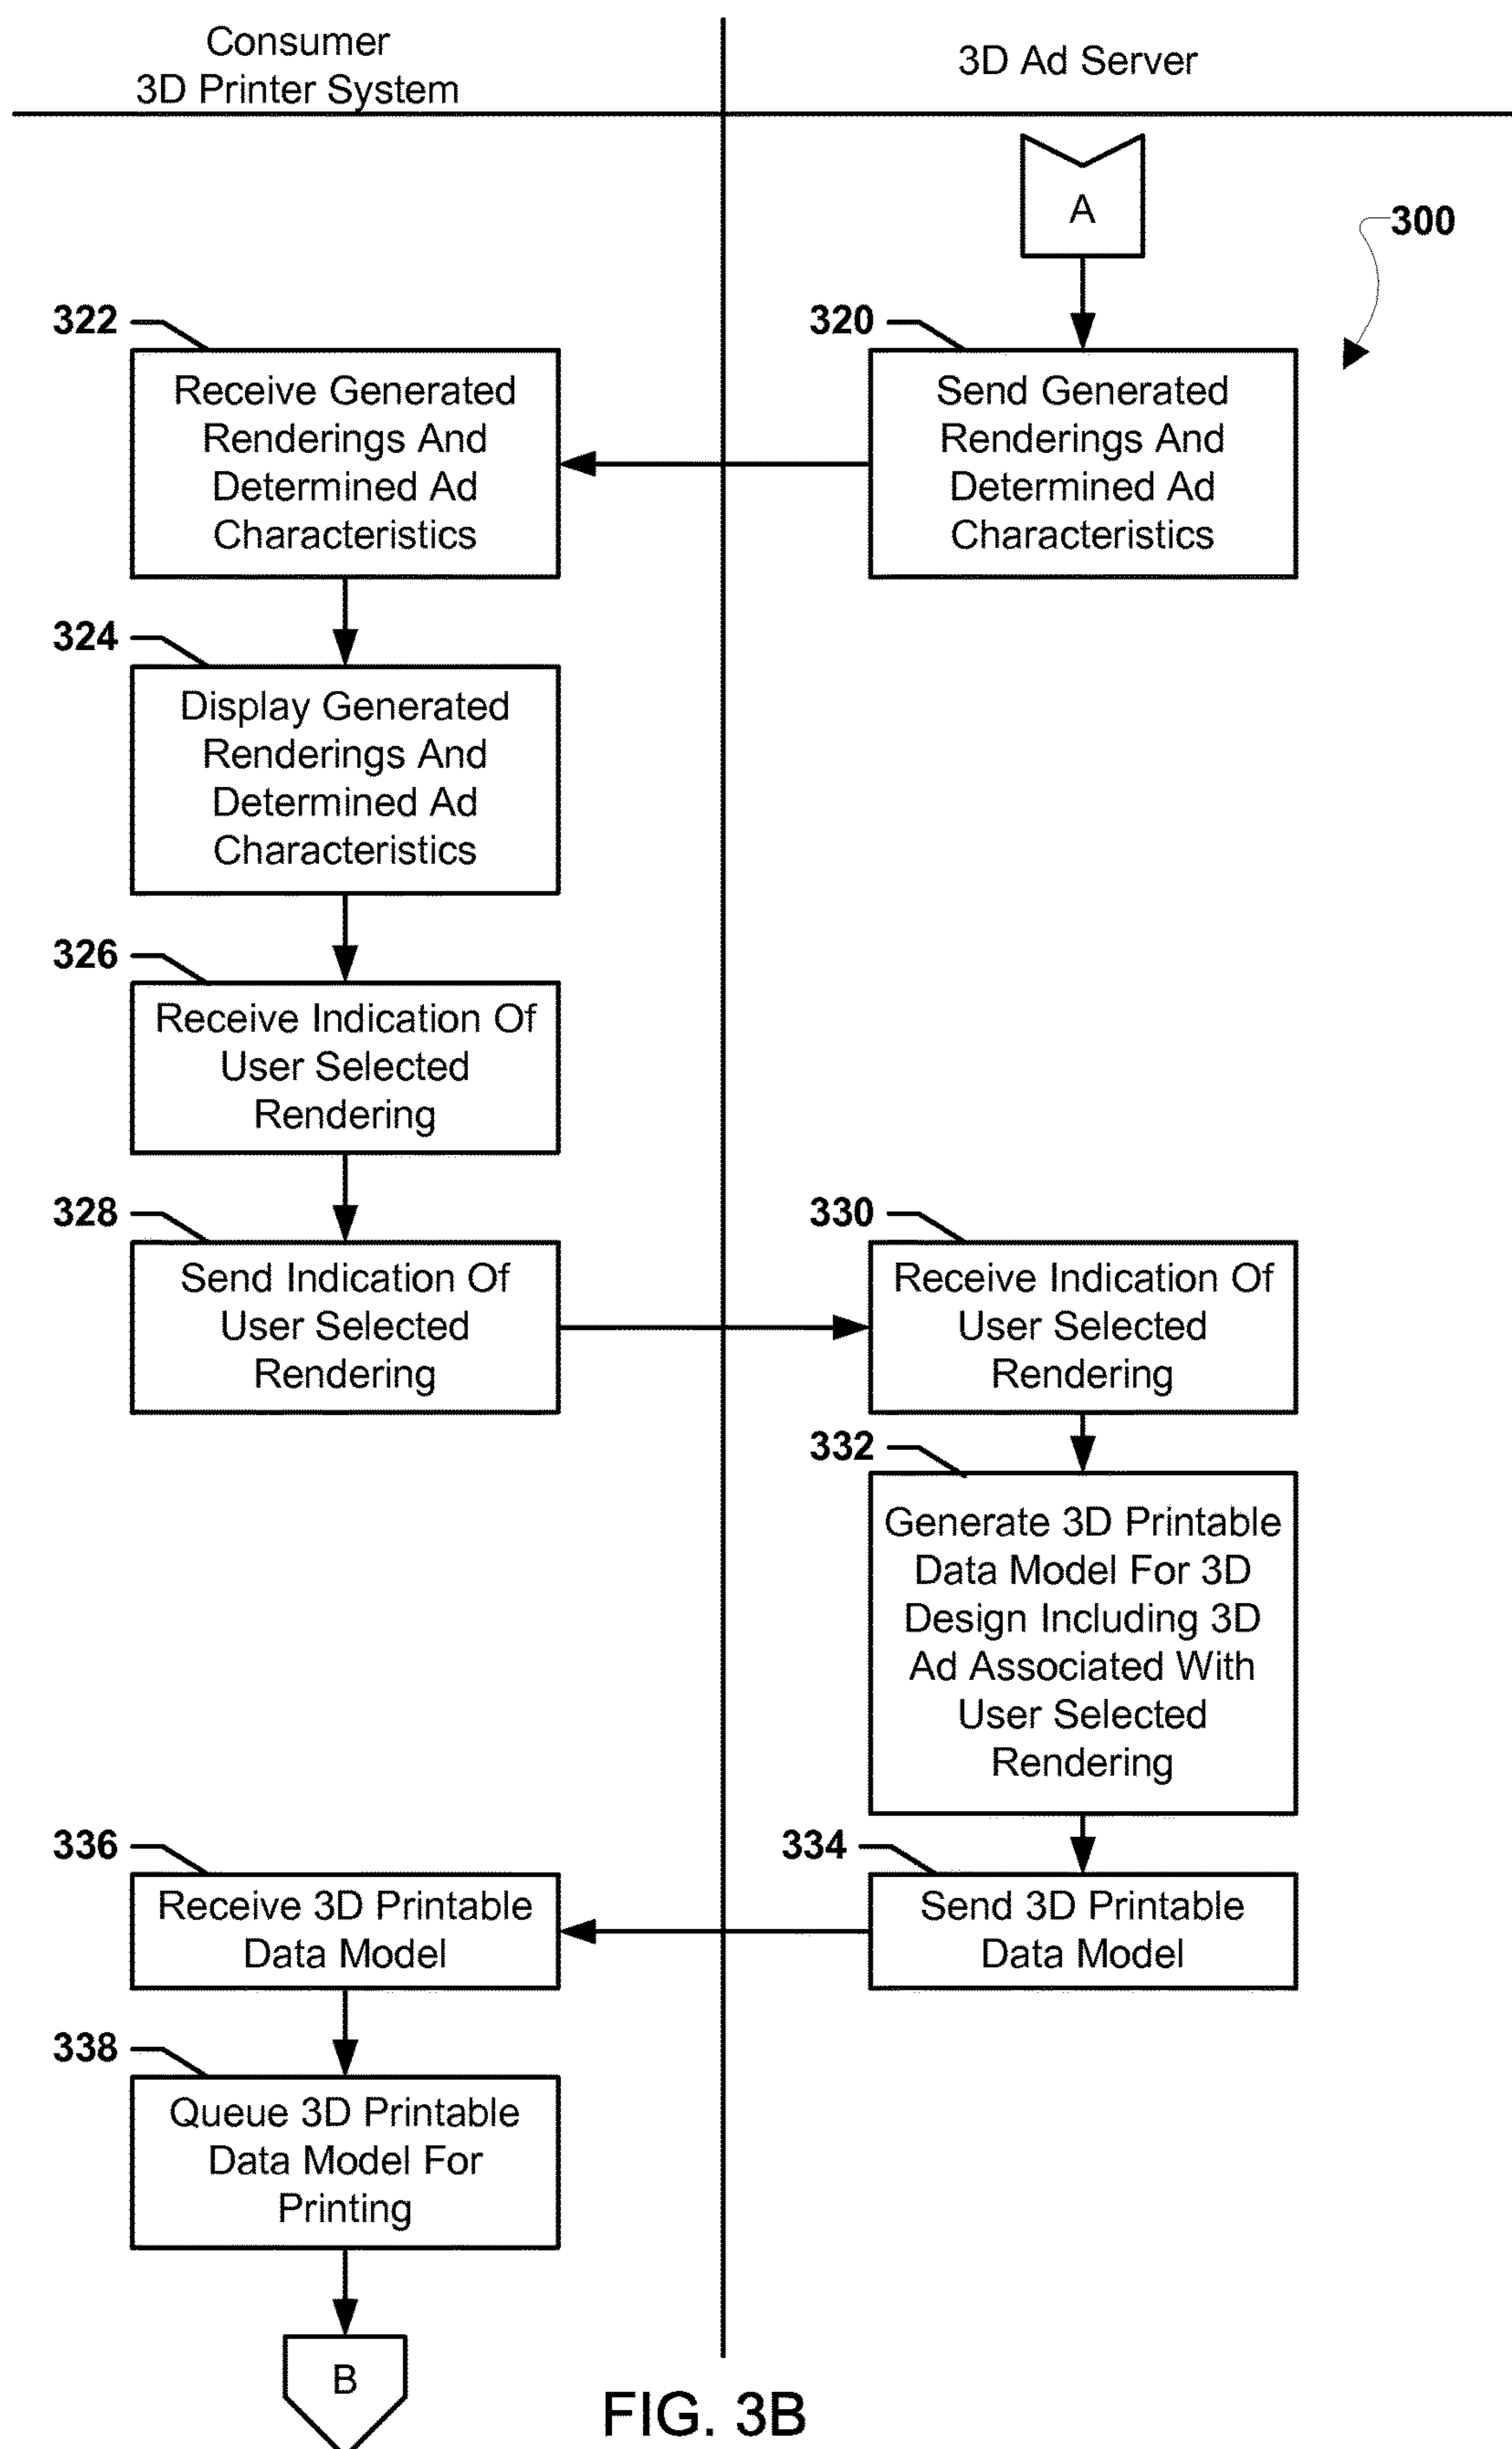 Consumer
3D Printer System
3D Ad Server
A
300
322
Receive Generated
Renderings And
Determined Ad
Characteristics
320
Send Generated
Renderings And
Determined Ad
Characteristics
324
Display Generated
Renderings And
Determined Ad
Characteristics
326
Receive Indication Of
User Selected
Rendering
328
Send Indication Of
User Selected
Rendering
330
Receive Indication Of
User Selected
Rendering
332
Generate 3D Printable
Data Model For 3D
Design Including 3D
Ad Associated With
User Selected
Rendering
336
Receive 3D Printable
Data Model
334
Send 3D Printable
Data Model
338
Queue 3D Printable
Data Model For
Printing
B
FIG. 3B